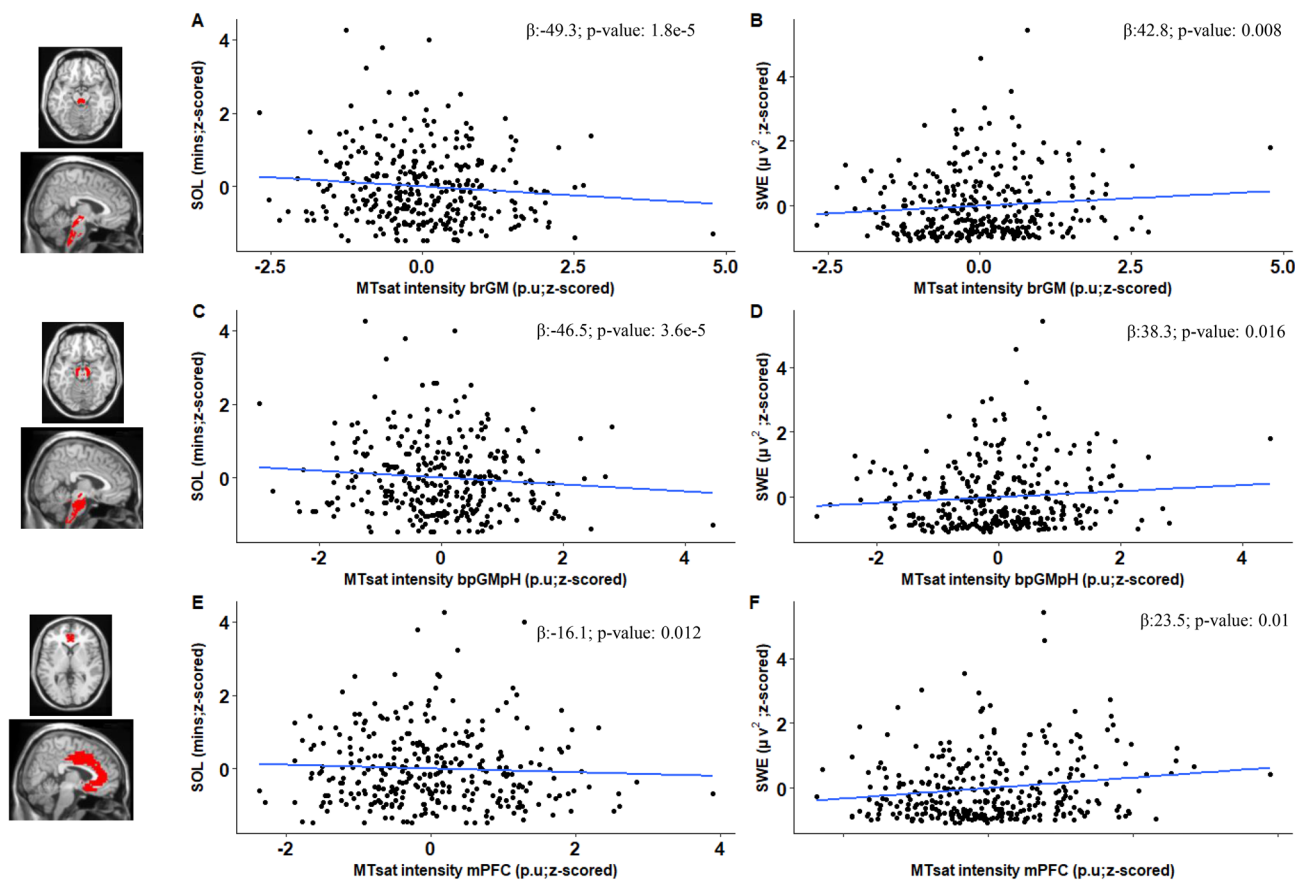 A
β:-49.3; p-value: 1.8e-5
SOL (mins;z-scored)
4
2
0
-2.5
0.0
2.5
5.0
MTsat intensity brGM (p.u;z-scored)
B
β:42.8; p-value: 0.008
SWE (μ v² ;z-scored)
4
2
0
-2.5
0.0
2.5
5.0
MTsat intensity brGM (p.u;z-scored)
C
β:-46.5; p-value: 3.6e-5
SOL (mins;z-scored)
4
2
0
-2
0
2
4
MTsat intensity bpGMpH (p.u;z-scored)
D
β:38.3; p-value: 0.016
SWE (μ v² ;z-scored)
4
2
0
-2
0
2
4
MTsat intensity bpGMpH (p.u;z-scored)
E
β:-16.1; p-value: 0.012
SOL (mins;z-scored)
4
2
0
-2
0
2
4
MTsat intensity mPFC (p.u;z-scored)
F
β:23.5; p-value: 0.01
SWE (μ v² ;z-scored)
4
2
0
MTsat intensity mPFC (p.u;z-scored)